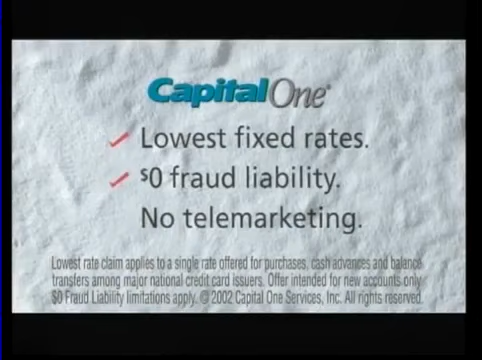 CapitalOne®
Lowest fixed rates.
$0 fraud liability.
No telemarketing.
Lowest rate claim applies to a single rate offered for purchases, cash advances and balance
transfers among major national credit card issuers. Offer intended for new accounts only.
$0 Fraud Liability limitations apply. © 2002 Capital One Services, Inc. All rights reserved.